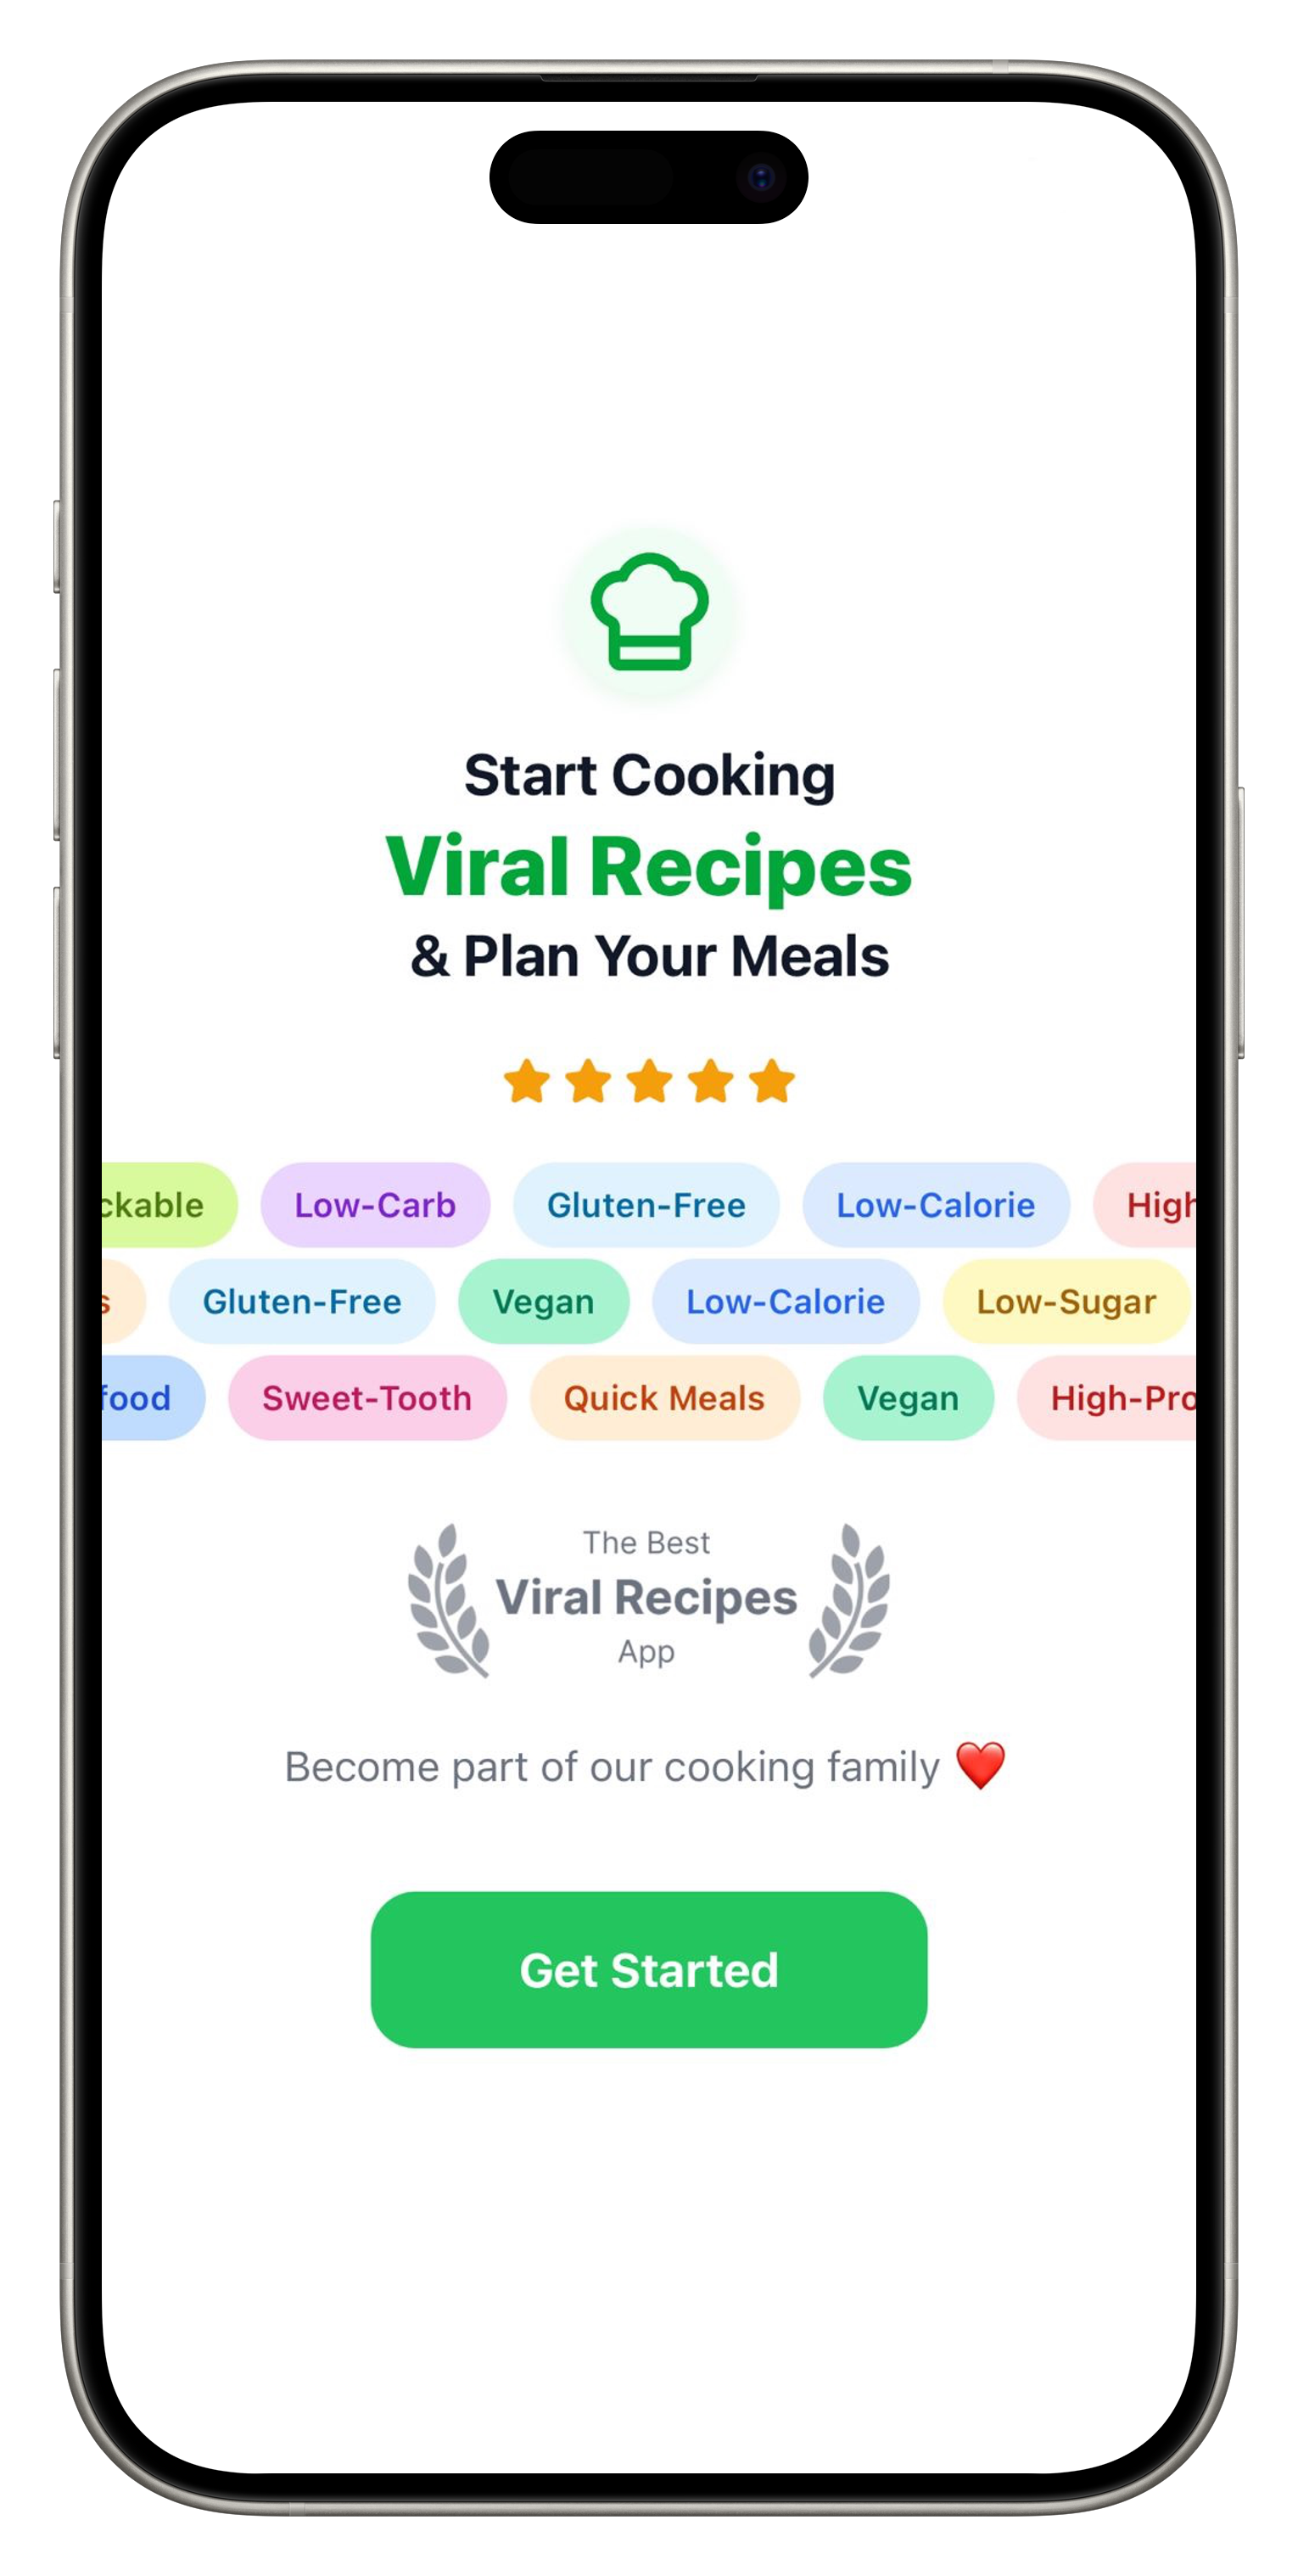 Start Cooking
Viral Recipes
& Plan Your Meals
ckable Low-Carb Gluten-Free Low-Calorie High
s Gluten-Free Vegan Low-Calorie Low-Sugar
food Sweet-Tooth Quick Meals Vegan High-Pro
The Best
Viral Recipes
App
Become part of our cooking family ❤️
Get Started